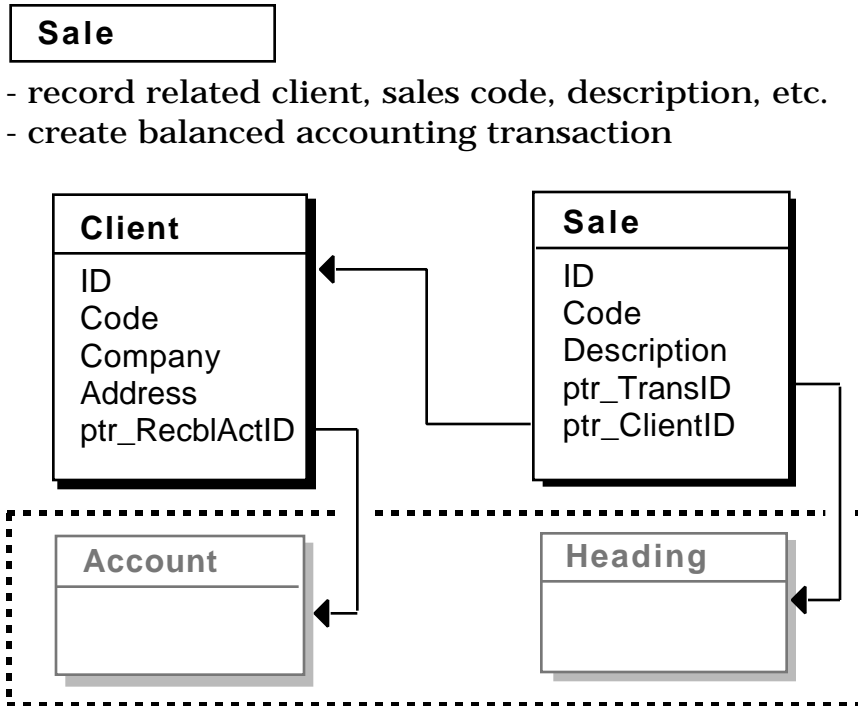 Sale
- record related client, sales code, description, etc.
- create balanced accounting transaction
Client
ID
Code
Company
Address
ptr_RecblActID
Sale
ID
Code
Description
ptr_TransID
ptr_ClientID
Account
Heading